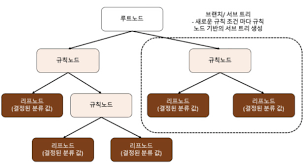 루트노드
브랜치/ 서브 트리
- 새로운 규칙 조건 마다 규칙
노드 기반의 서브 트리 생성
규칙노드
규칙노드
리프노드
(결정된 분류 값)
규칙노드
리프노드
(결정된 분류 값)
리프노드
(결정된 분류 값)
리프노드
(결정된 분류 값)
리프노드
(결정된 분류 값)